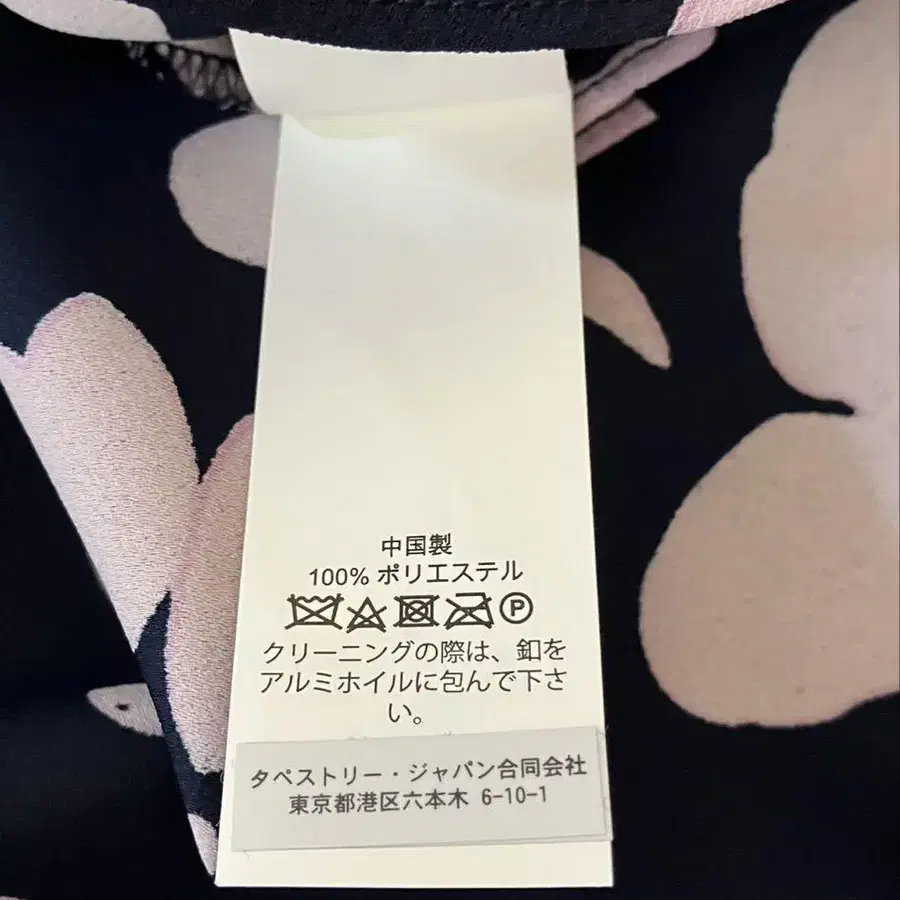 中国製
100% ポリエステル
P
クリーニングの際は、釦を
アルミホイルに包んで下さ
い。
タペストリー・ジャパン合同会社
東京都港区六本木 6-10-1